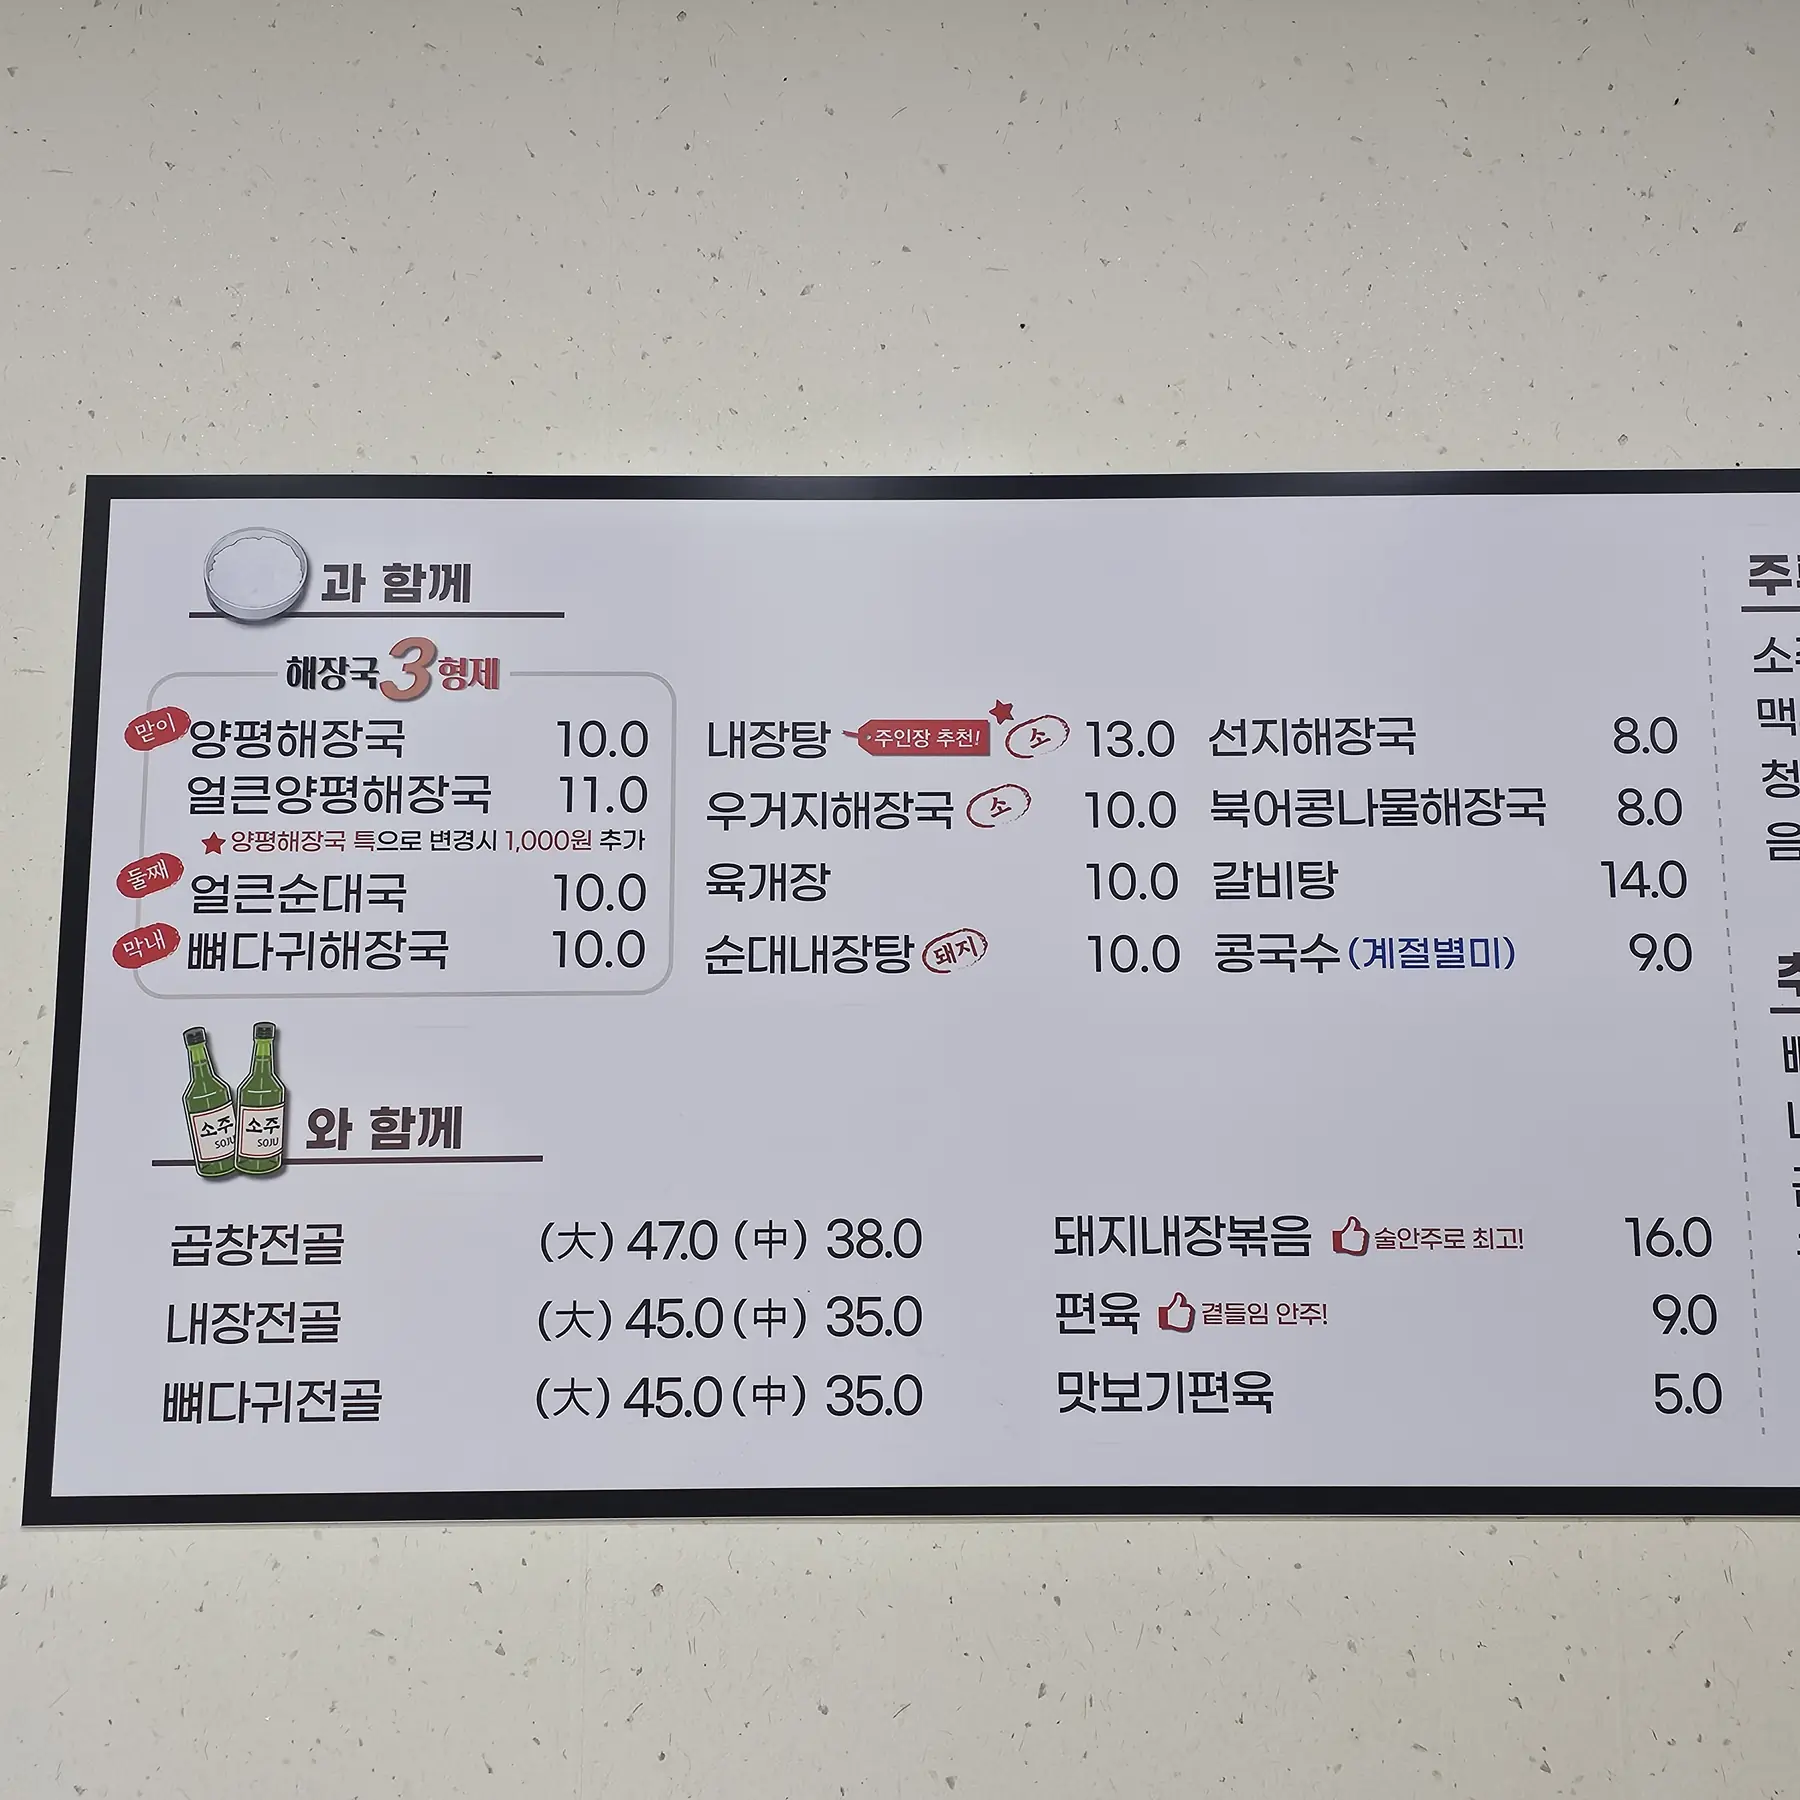 과 함께
해장국 3 형제
맏이 양평해장국 10.0
얼큰양평해장국 11.0
★양평해장국 특으로 변경시 1,000원 추가
둘째 얼큰순대국 10.0
막내 뼈다귀해장국 10.0
내장탕 주인장 추천! 소 13.0
우거지해장국 소 10.0
육개장 10.0
순대내장탕 돼지 10.0
선지해장국 8.0
북어콩나물해장국 8.0
갈비탕 14.0
콩국수 (계절별미) 9.0
소주 SOJU 소주 SOJU
와 함께
곱창전골 (大) 47.0 (中) 38.0
내장전골 (大) 45.0 (中) 35.0
뼈다귀전골 (大) 45.0 (中) 35.0
돼지내장볶음 술안주로 최고! 16.0
편육 곁들임 안주! 9.0
맛보기편육 5.0